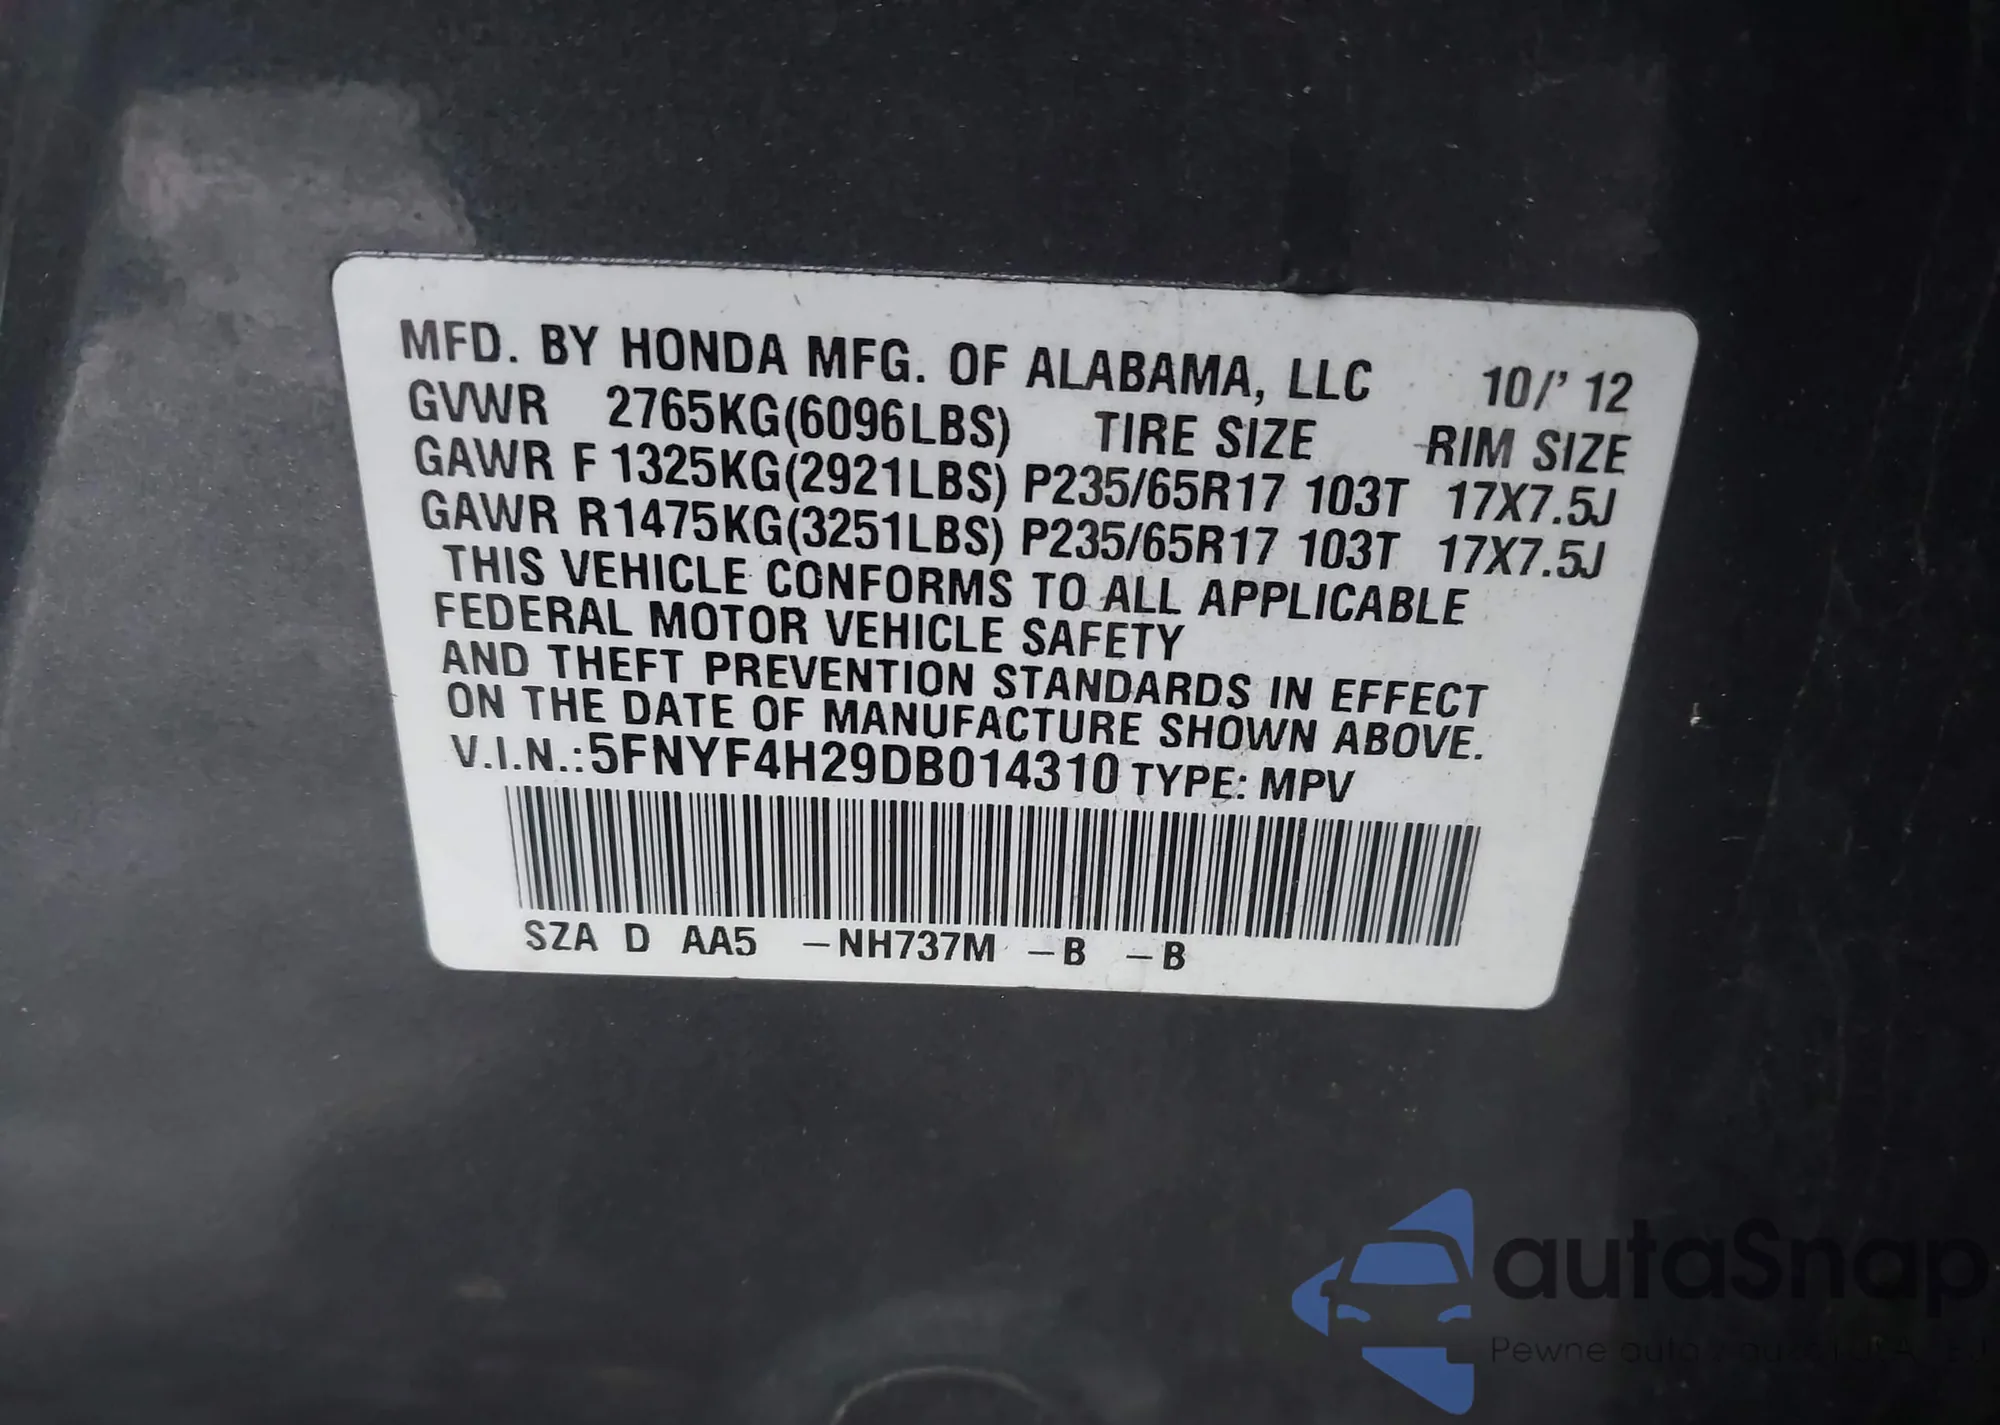 MFD. BY HONDA MFG. OF ALABAMA, LLC 10/' 12
GVWR 2765KG(6096LBS) TIRE SIZE RIM SIZE
GAWR F 1325KG(2921LBS) P235/65R17 103T 17X7.5J
GAWR R1475KG(3251LBS) P235/65R17 103T 17X7.5J
THIS VEHICLE CONFORMS TO ALL APPLICABLE
FEDERAL MOTOR VEHICLE SAFETY
AND THEFT PREVENTION STANDARDS IN EFFECT
ON THE DATE OF MANUFACTURE SHOWN ABOVE.
V.I.N.:5FNYF4H29DB014310 TYPE: MPV
SZA D AA5 -NH737M -B -B
autaSnap
Pewne auta z